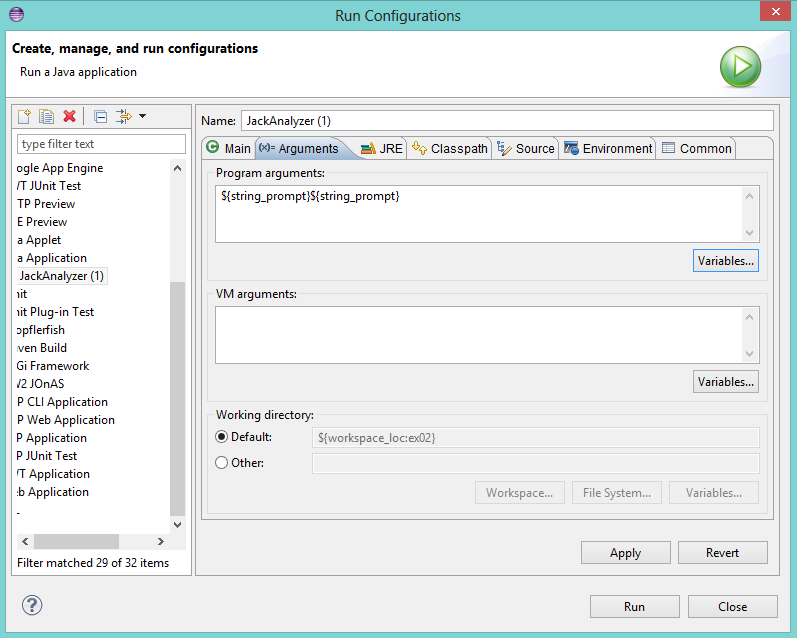 Run Configurations
Create, manage, and run configurations
Run a Java application
type filter text
ogle App Engine
/T JUnit Test
TP Preview
E Preview
a Applet
a Application
JackAnalyzer (1)
nit
nit Plug-in Test
opflerfish
ven Build
Gi Framework
V2 JOnAS
P CLI Application
P Web Application
P Application
P JUnit Test
/T Application
b Application
Filter matched 29 of 32 items
Name: JackAnalyzer (1)
Main (x)= Arguments JRE Classpath Source Environment Common
Program arguments:
${string_prompt}${string_prompt}
Variables...
VM arguments:
Variables...
Working directory:
Default: ${workspace_loc:ex02}
Other:
Workspace... File System... Variables...
Apply Revert
? Run Close